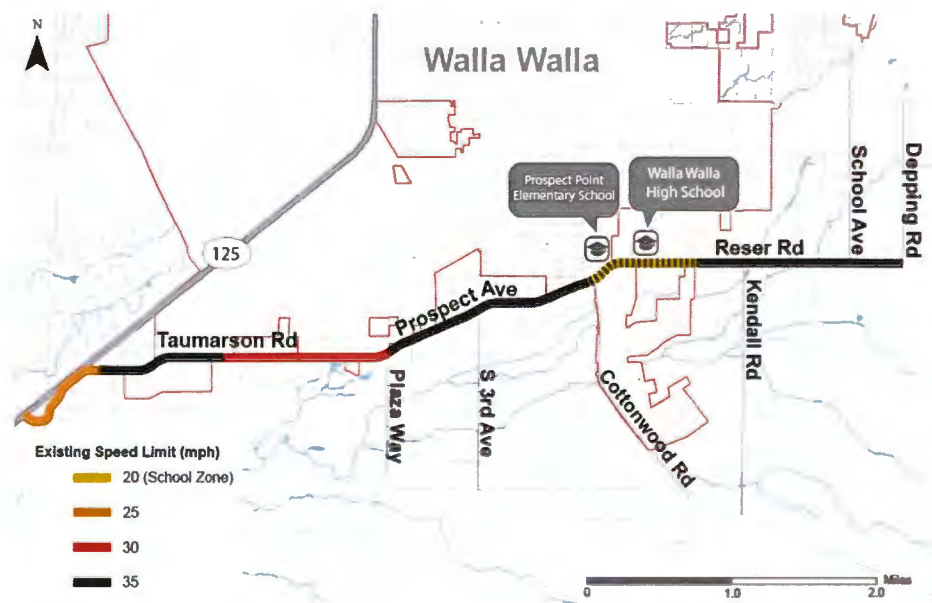 N
Walla Walla
Prospect Point
Elementary School
Walla Walla
High School
School Ave
Depping Rd
125
Reser Rd
Prospect Ave
Taumarson Rd
Kendall Rd
Plaza Way
S 3rd Ave
Cottonwood Rd
Existing Speed Limit (mph)
20 (School Zone)
25
30
35
Miles
0
1.0
2.0